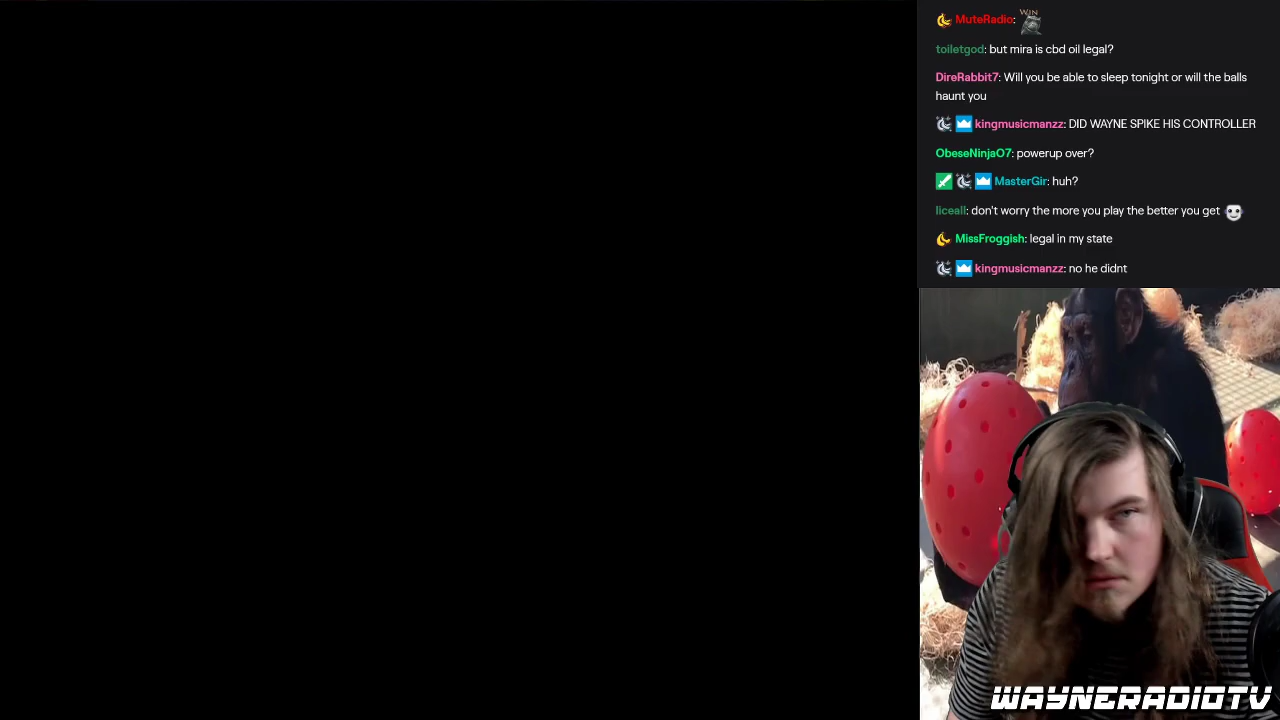 MuteRadio: WIN
toiletgod: but mira is cbd oil legal?
DireRabbit7: Will you be able to sleep tonight or will the balls
haunt you
kingmusicmanzz: DID WAYNE SPIKE HIS CONTROLLER
ObeseNinjaO7: powerup over?
MasterGir: huh?
liceall: don't worry the more you play the better you get
MissFroggish: legal in my state
kingmusicmanzz: no he didnt
WAYNERADIOTV